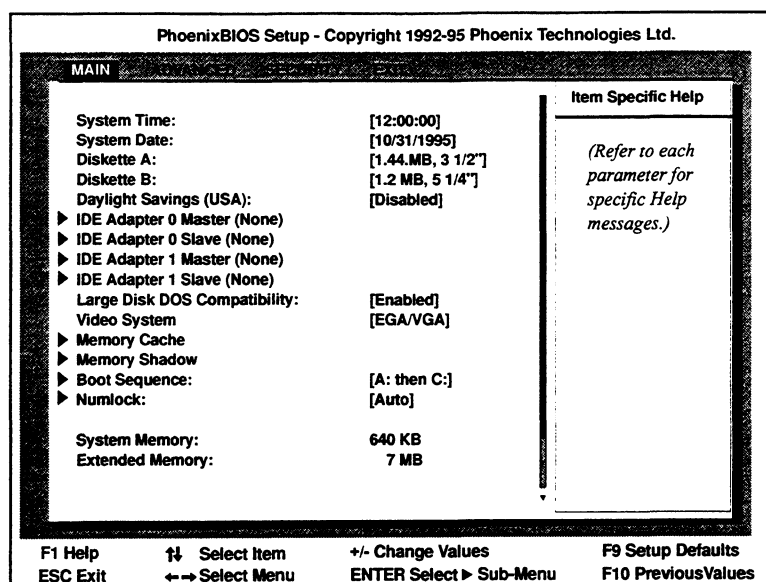 PhoenixBIOS Setup - Copyright 1992-95 Phoenix Technologies Ltd.
MAIN ADVANCED SECURITY EXIT
Item Specific Help
System Time: [12:00:00]
System Date: [10/31/1995]
Diskette A: [1.44.MB, 3 1/2"]
Diskette B: [1.2 MB, 5 1/4"]
Daylight Savings (USA): [Disabled]
(Refer to each
parameter for
specific Help
messages.)
▶ IDE Adapter 0 Master (None)
▶ IDE Adapter 0 Slave (None)
▶ IDE Adapter 1 Master (None)
▶ IDE Adapter 1 Slave (None)
Large Disk DOS Compatibility: [Enabled]
Video System [EGA/VGA]
▶ Memory Cache
▶ Memory Shadow
▶ Boot Sequence: [A: then C:]
▶ Numlock: [Auto]
System Memory: 640 KB
Extended Memory: 7 MB
F1 Help ↑↓ Select Item +/- Change Values F9 Setup Defaults
ESC Exit ←→ Select Menu ENTER Select ▶ Sub-Menu F10 PreviousValues